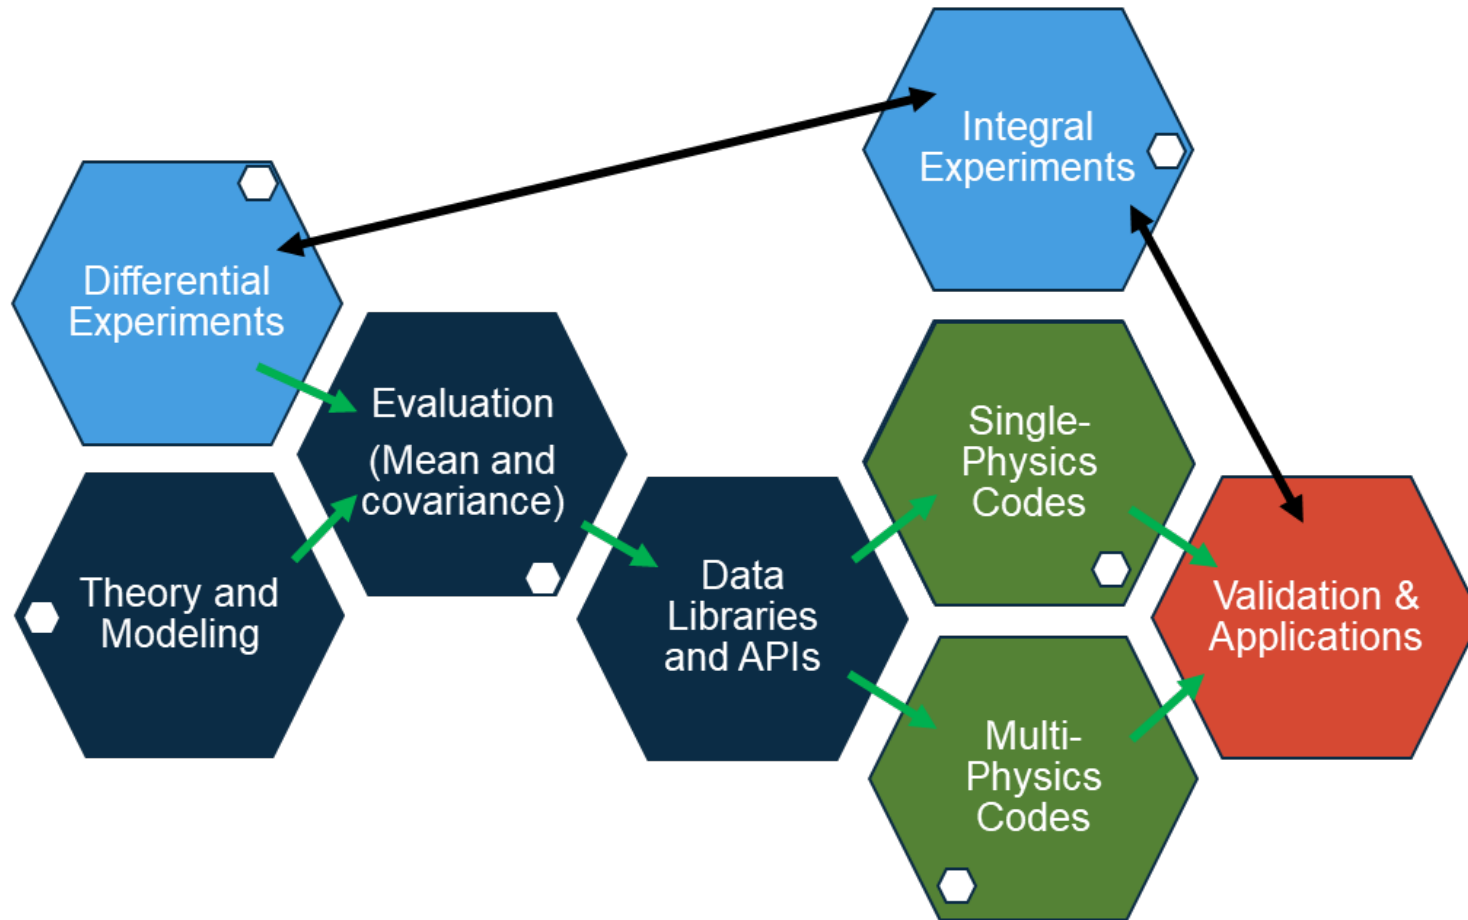 Integral
Experiments
Differential
Experiments
Evaluation
(Mean and
covariance)
Single-
Physics
Codes
Theory and
Modeling
Data
Libraries
and APIs
Validation &
Applications
Multi-
Physics
Codes